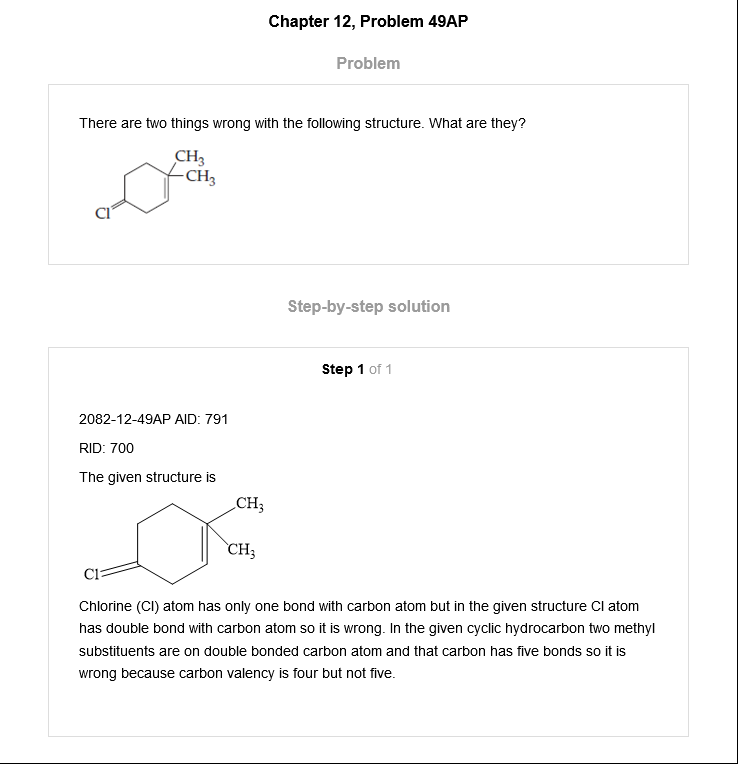 Chapter 12, Problem 49AP
Problem
There are two things wrong with the following structure. What are they?
CH3
CH3
Cl
Step-by-step solution
Step 1 of 1
2082-12-49AP AID: 791
RID: 700
The given structure is
CH3
CH3
Cl
Chlorine (Cl) atom has only one bond with carbon atom but in the given structure Cl atom
has double bond with carbon atom so it is wrong. In the given cyclic hydrocarbon two methyl
substituents are on double bonded carbon atom and that carbon has five bonds so it is
wrong because carbon valency is four but not five.